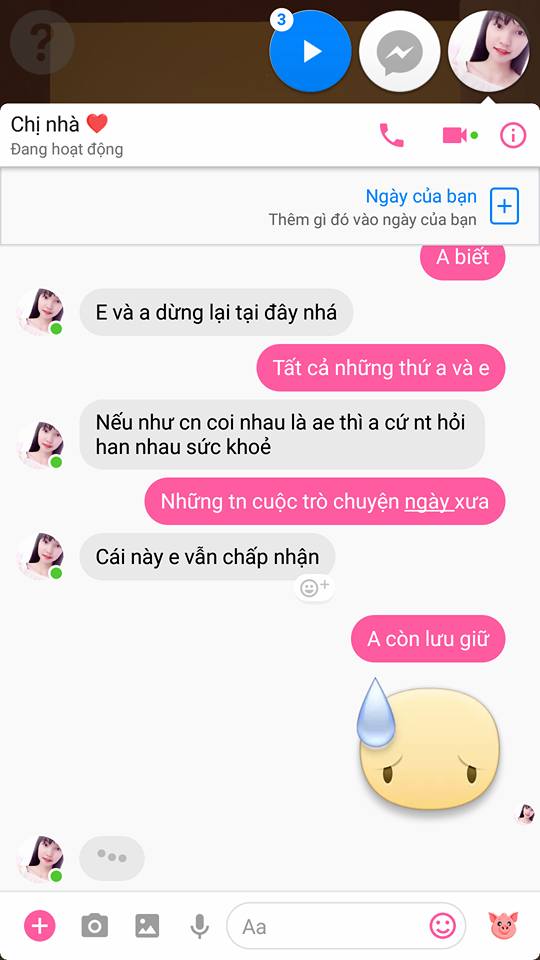 ?
3
Chị nhà ❤️
Đang hoạt động
Ngày của bạn
Thêm gì đó vào ngày của bạn
A biết
E và a dừng lại tại đây nhá
Tất cả những thứ a và e
Nếu như cn coi nhau là ae thì a cứ nt hỏi
han nhau sức khoẻ
Những tn cuộc trò chuyện ngày xưa
Cái này e vẫn chấp nhận
A còn lưu giữ
Aa